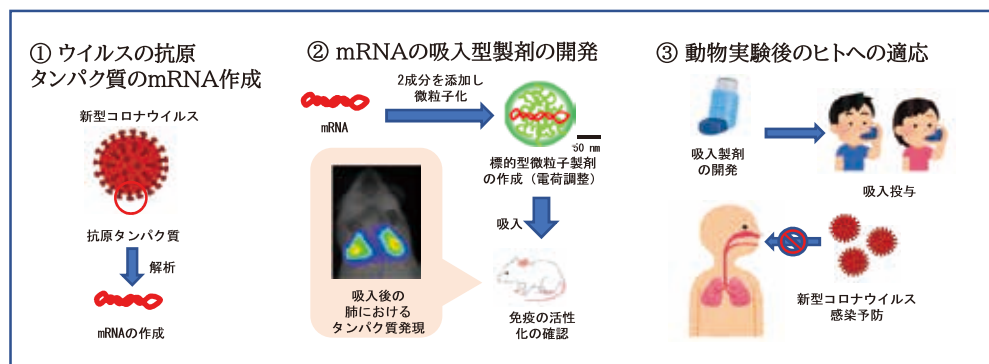 ① ウイルスの抗原
タンパク質のmRNA作成
新型コロナウイルス
抗原タンパク質
解析
mRNAの作成
② mRNAの吸入型製剤の開発
2成分を添加し
微粒子化
mRNA
50 nm
標的型微粒子製剤
の作成（電荷調整）
吸入
吸入後の
肺における
タンパク質発現
免疫の活性
化の確認
③ 動物実験後のヒトへの適応
吸入製剤
の開発
吸入投与
新型コロナウイルス
感染予防